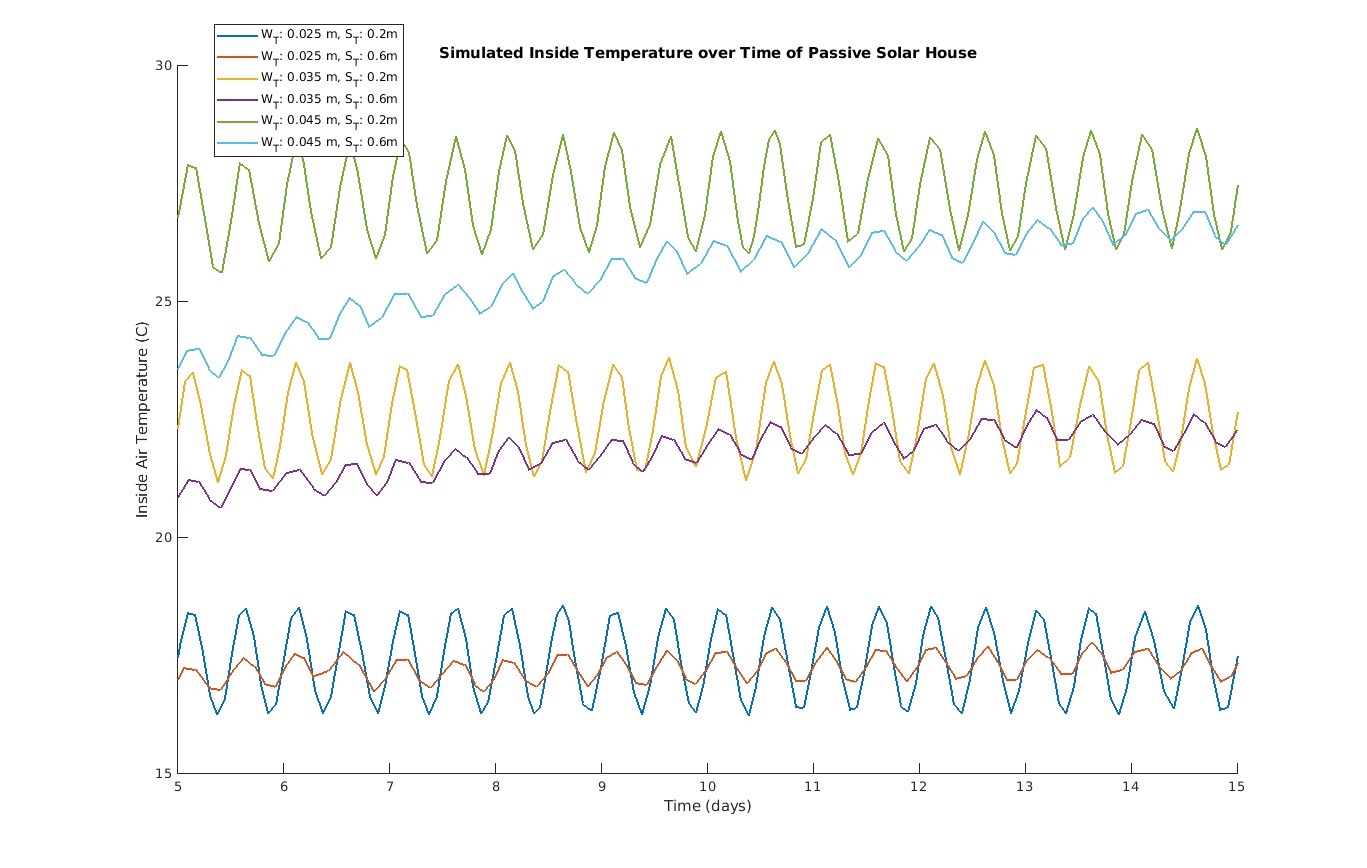 W_T: 0.025 m, S_T: 0.2m
W_T: 0.025 m, S_T: 0.6m
W_T: 0.035 m, S_T: 0.2m
W_T: 0.035 m, S_T: 0.6m
W_T: 0.045 m, S_T: 0.2m
W_T: 0.045 m, S_T: 0.6m
Simulated Inside Temperature over Time of Passive Solar House
30
25
20
15
Inside Air Temperature (C)
5 6 7 8 9 10 11 12 13 14 15
Time (days)